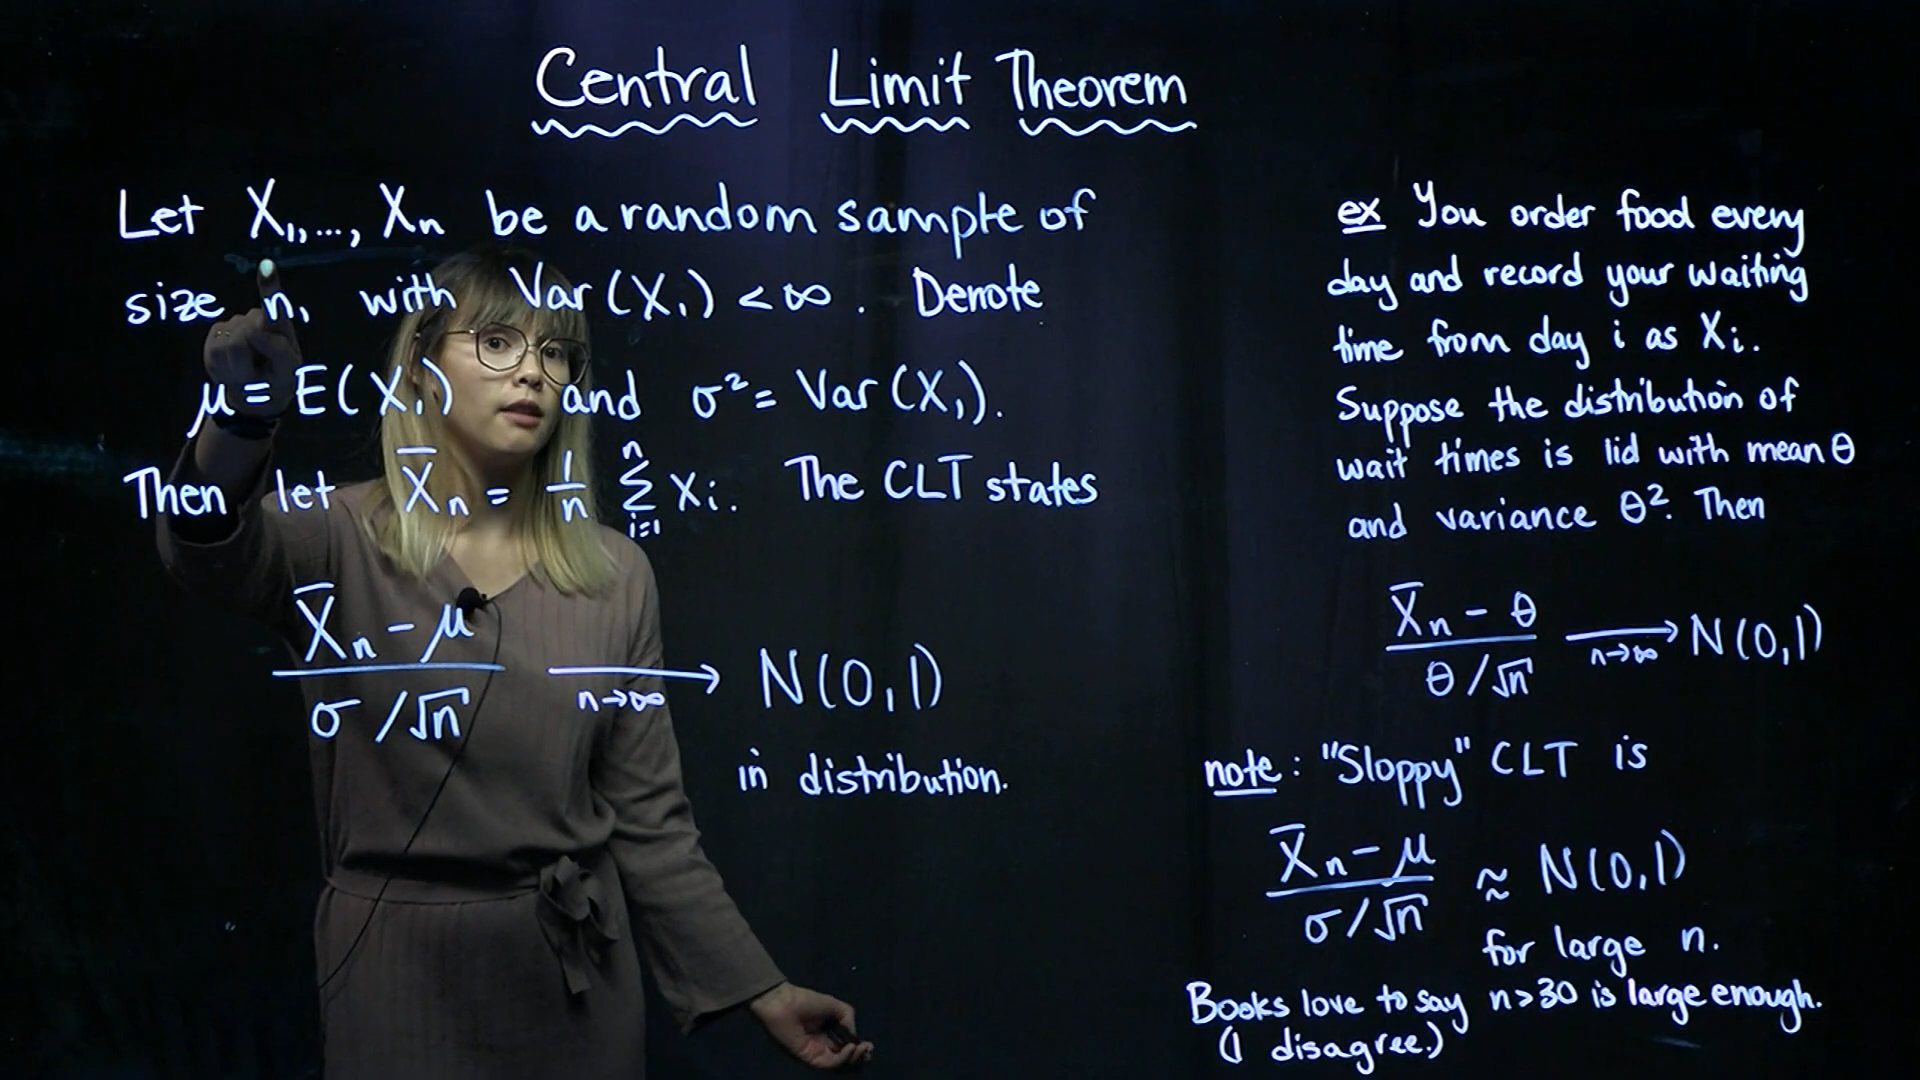 Central Limit Theorem
Let X₁,..., Xₙ be a random sample of
size n, with Var(X₁) < ∞. Denote
μ = E(X₁) and σ² = Var(X₁).
Then let X̄ₙ = 1/n Σⁿᵢ₌₁ Xᵢ. The CLT states
(X̄ₙ - μ)/(σ/√n) →ₙ→∞ N(0,1)
in distribution.
ex You order food every
day and record your waiting
time from day i as Xᵢ.
Suppose the distribution of
wait times is iid with mean θ
and variance θ². Then
(X̄ₙ - θ)/(θ/√n) →ₙ→∞ N(0,1)
note: "Sloppy" CLT is
(X̄ₙ - μ)/(σ/√n) ≈ N(0,1)
for large n.
Books love to say n>30 is large enough.
(I disagree.)